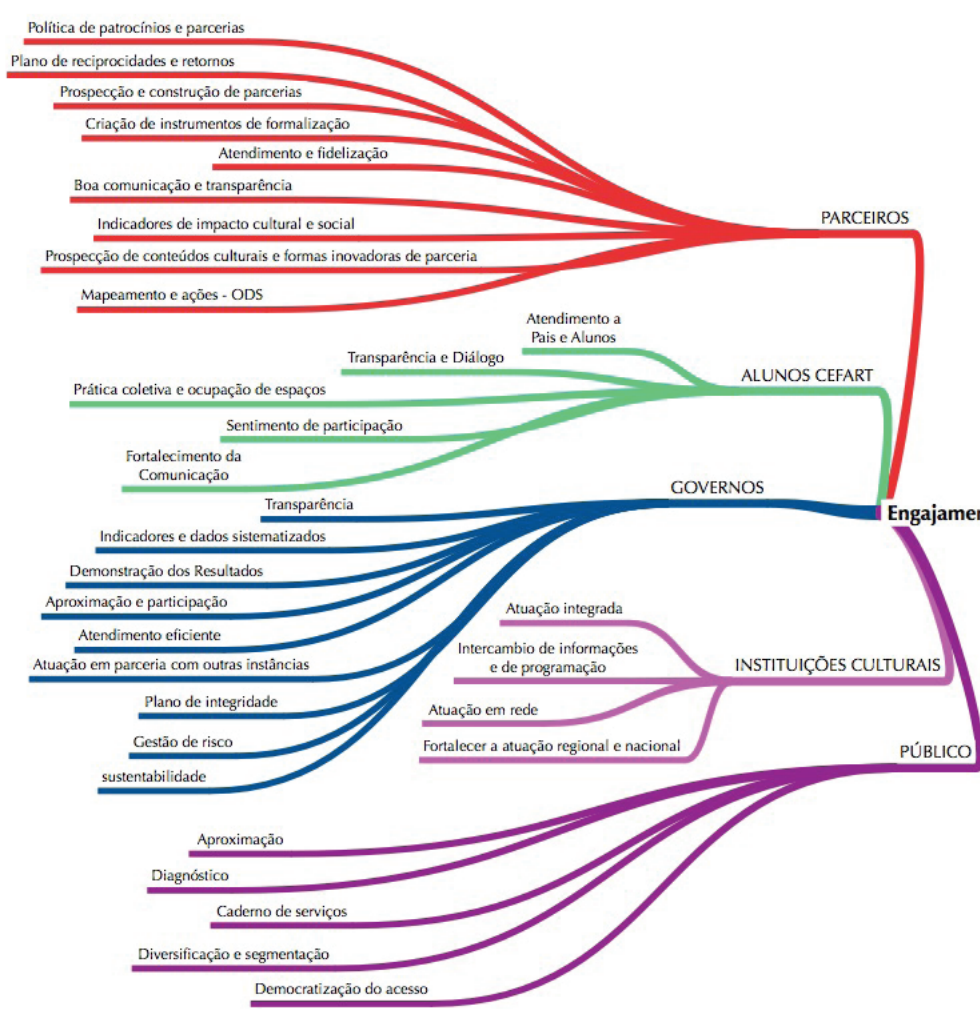 Política de patrocínios e parcerias
Plano de reciprocidades e retornos
Prospecção e construção de parcerias
Criação de instrumentos de formalização
Atendimento e fidelização
Boa comunicação e transparência
Indicadores de impacto cultural e social
Prospecção de conteúdos culturais e formas inovadoras de parceria
Mapeamento e ações - ODS
PARCEIROS
Atendimento a
Pais e Alunos
Transparência e Diálogo
Prática coletiva e ocupação de espaços
Sentimento de participação
Fortalecimento da
Comunicação
ALUNOS CEFART
Transparência
Indicadores e dados sistematizados
Demonstração dos Resultados
Aproximação e participação
Atendimento eficiente
Atuação em parceria com outras instâncias
Plano de integridade
Gestão de risco
sustentabilidade
GOVERNOS
Engajamen
Atuação integrada
Intercambio de informações
e de programação
Atuação em rede
Fortalecer a atuação regional e nacional
INSTITUIÇÕES CULTURAIS
PÚBLICO
Aproximação
Diagnóstico
Caderno de serviços
Diversificação e segmentação
Democratização do acesso